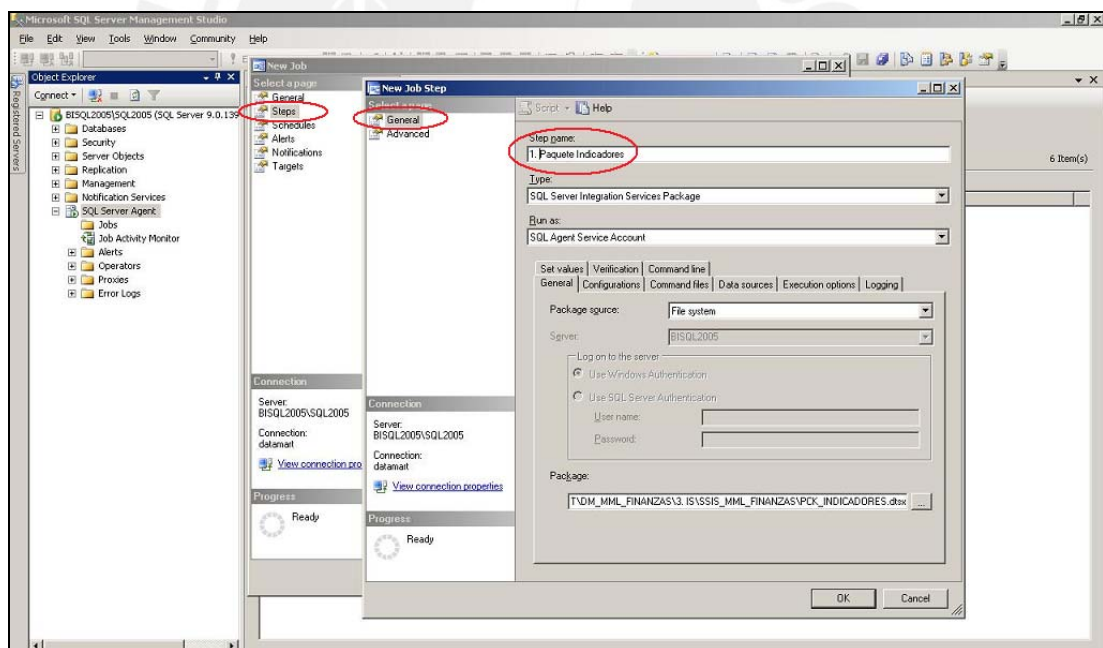 Microsoft SQL Server Management Studio
File Edit View Tools Window Community Help
Object Explorer
Connect
Registered Servers
BISQL2005\SQL2005 (SQL Server 9.0.139
Databases
Security
Server Objects
Replication
Management
Notification Services
SQL Server Agent
Jobs
Job Activity Monitor
Alerts
Operators
Proxies
Error Logs
6 Item(s)
New Job
Select a page
General
Steps
Schedules
Alerts
Notifications
Targets
Connection
Server:
BISQL2005\SQL2005
Connection:
datamart
View connection pro
Progress
Ready
New Job Step
Select a page
General
Advanced
Connection
Server:
BISQL2005\SQL2005
Connection:
datamart
View connection properties
Progress
Ready
Script Help
Step name:
1. Paquete Indicadores
Type:
SQL Server Integration Services Package
Run as:
SQL Agent Service Account
Set values Verification Command line
General Configurations Command files Data sources Execution options Logging
Package source: File system
Server: BISQL2005
Log on to the server
Use Windows Authentication
Use SQL Server Authentication
User name:
Password:
Package:
T\DM_MML_FINANZAS\3. IS\SSIS_MML_FINANZAS\PCK_INDICADORES.dtsx ...
OK Cancel